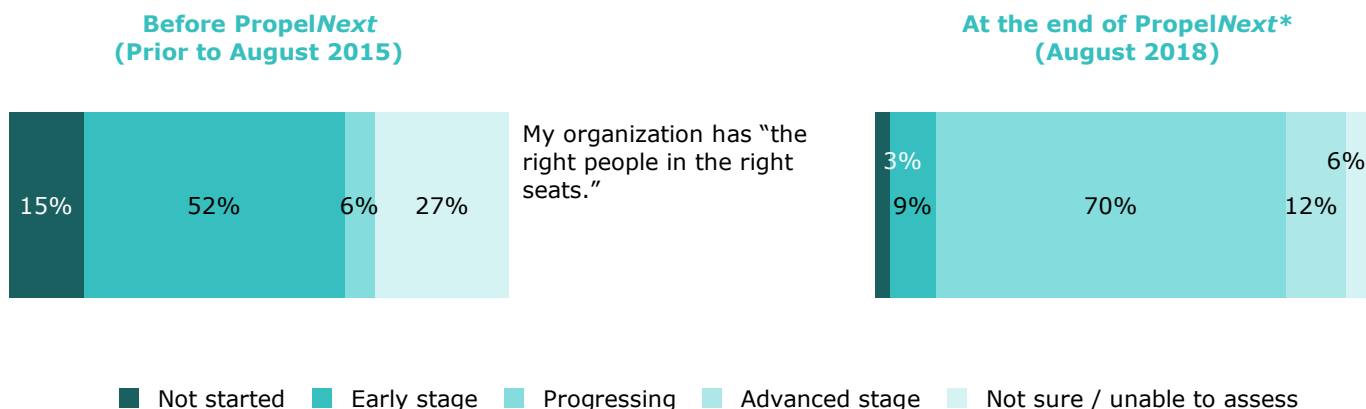 Before PropelNext
(Prior to August 2015)
At the end of PropelNext*
(August 2018)
15%
52%
6%
27%
My organization has “the
right people in the right
seats.”
3%
9%
70%
12%
6%
Not started
Early stage
Progressing
Advanced stage
Not sure / unable to assess